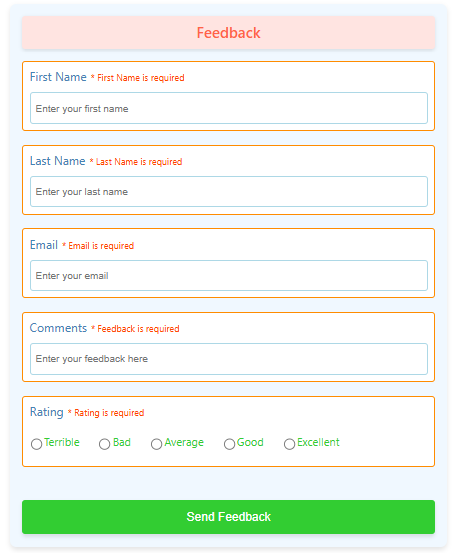 Feedback
First Name * First Name is required
Enter your first name
Last Name * Last Name is required
Enter your last name
Email * Email is required
Enter your email
Comments * Feedback is required
Enter your feedback here
Rating * Rating is required
Terrible Bad Average Good Excellent
Send Feedback